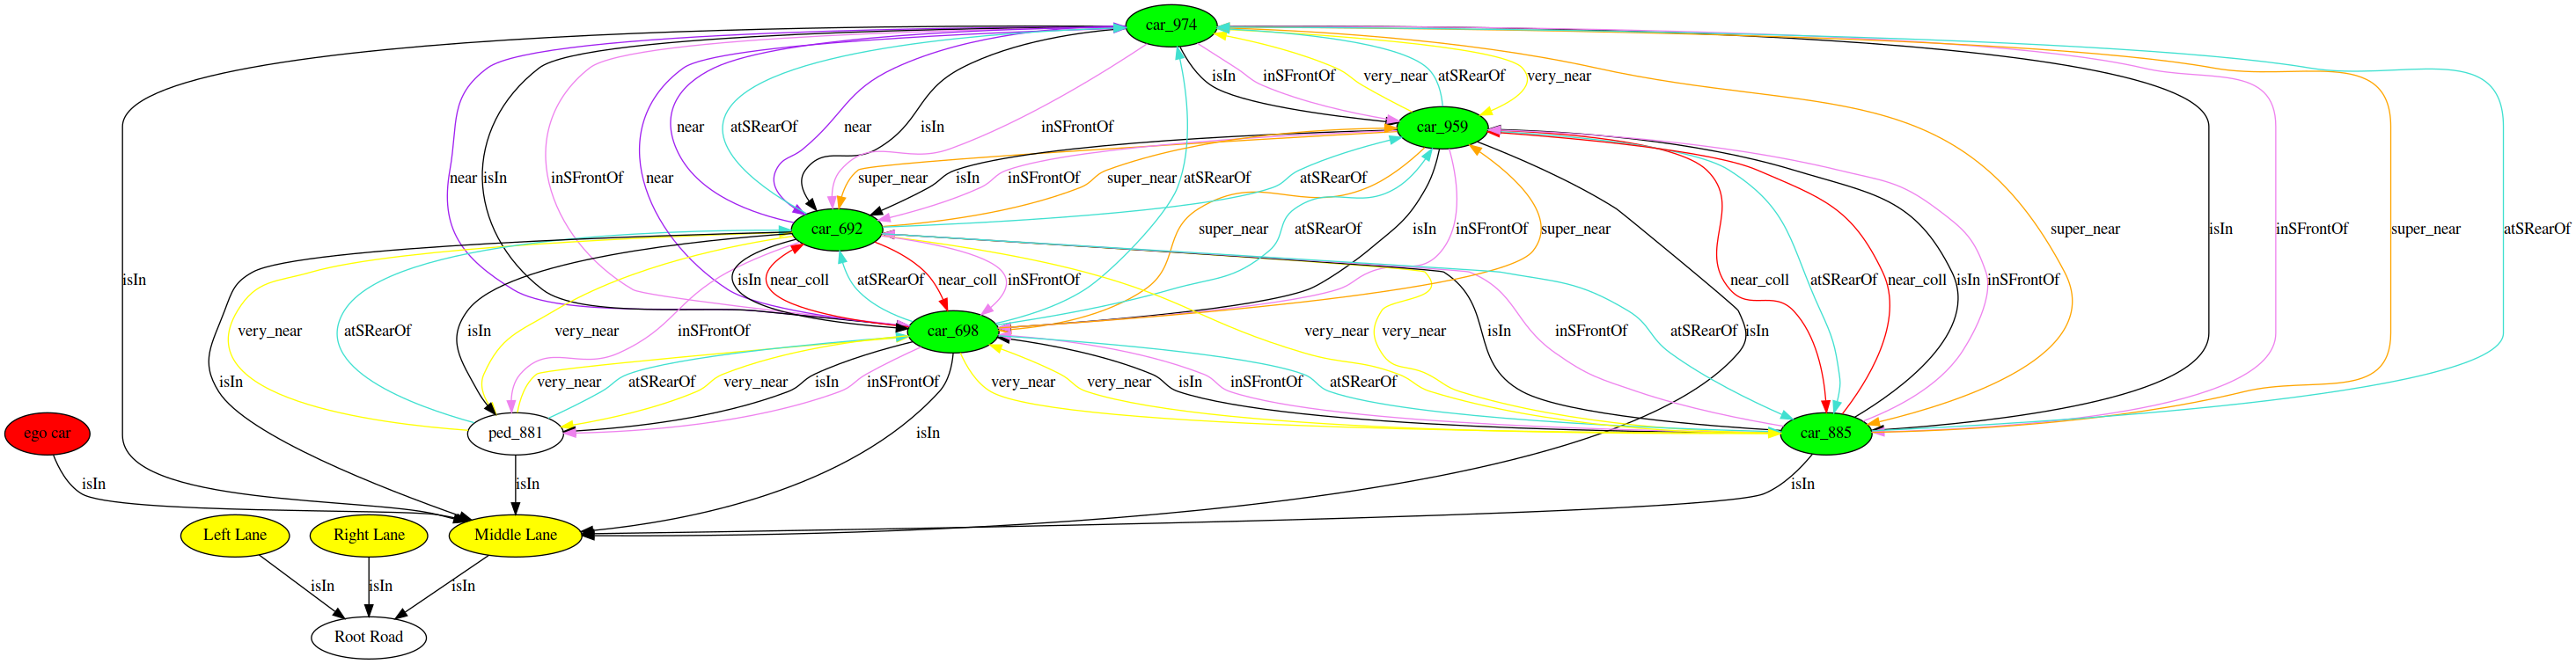 car_974
isIn inSFrontOf very_near atSRearOf very_near
car_959
near atSRearOf near isIn inSFrontOf
near isIn inSFrontOf near super_near isIn inSFrontOf super_near atSRearOf atSRearOf
car_692
super_near atSRearOf isIn inSFrontOf super_near super_near isIn inSFrontOf super_near atSRearOf
isIn isIn near_coll atSRearOf near_coll inSFrontOf near_coll atSRearOf near_coll isIn inSFrontOf
car_698
very_near atSRearOf isIn very_near inSFrontOf very_near very_near isIn inSFrontOf atSRearOf isIn
isIn very_near atSRearOf very_near isIn inSFrontOf very_near very_near isIn inSFrontOf atSRearOf
ego car ped_881 isIn car_885
isIn isIn isIn
Left Lane Right Lane Middle Lane
isIn isIn isIn
Root Road